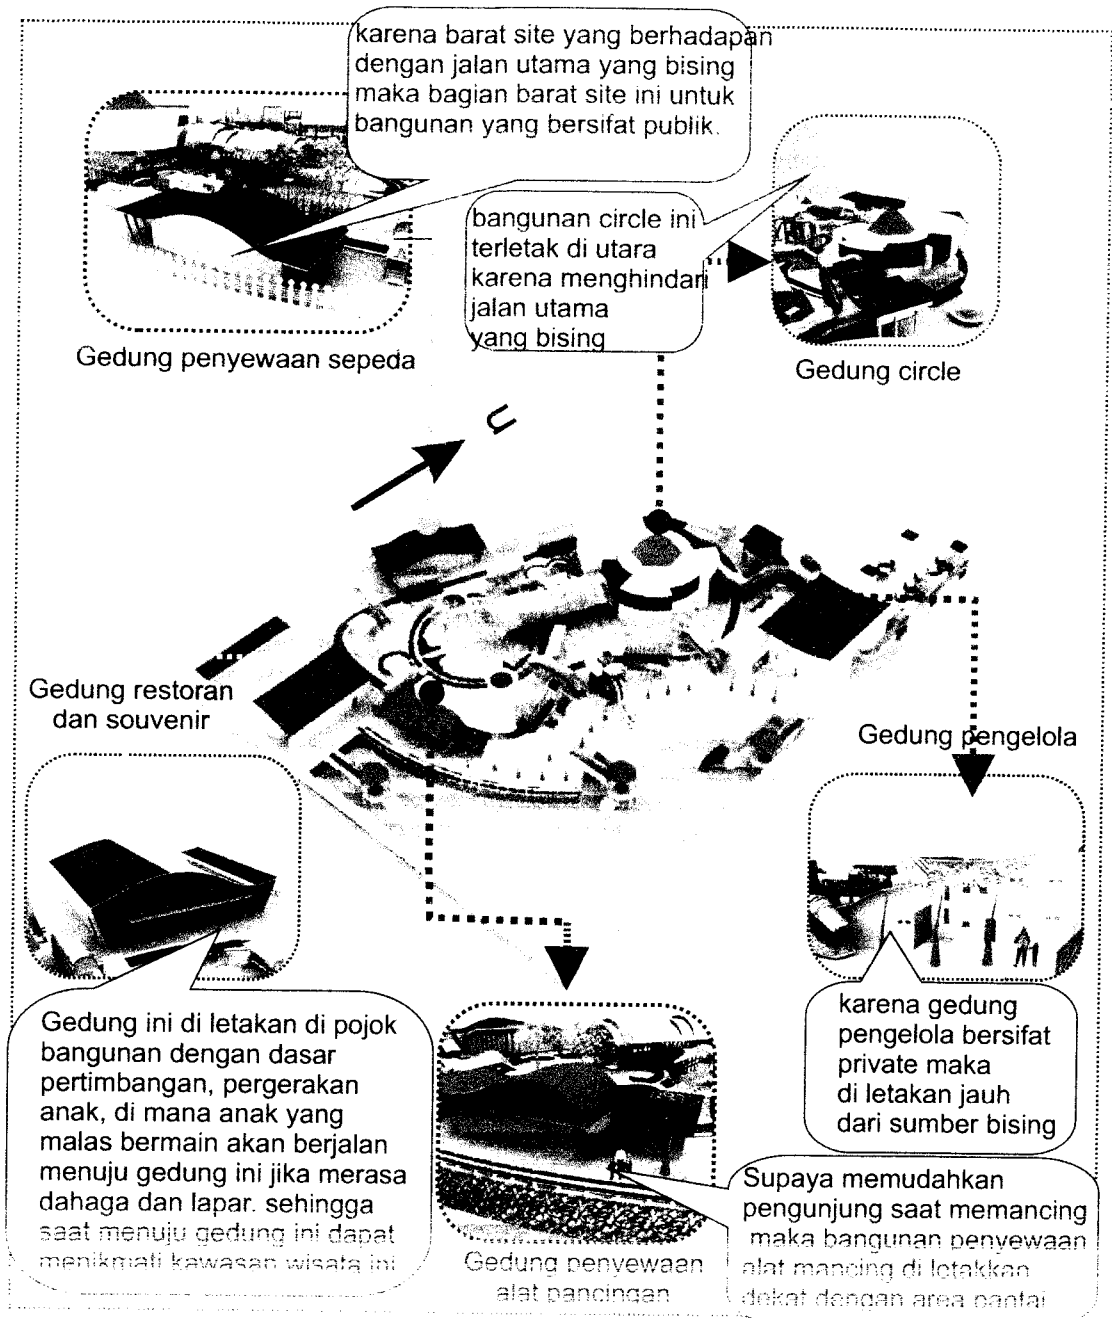 karena barat site yang berhadapan
dengan jalan utama yang bising
maka bagian barat site ini untuk
bangunan yang bersifat publik.
bangunan circle ini
terletak di utara
karena menghindari
jalan utama
yang bising
Gedung penyewaan sepeda
Gedung circle
U
Gedung restoran
dan souvenir
Gedung pengelola
karena gedung
pengelola bersifat
private maka
di letakan jauh
dari sumber bising
Gedung ini di letakan di pojok
bangunan dengan dasar
pertimbangan, pergerakan
anak, di mana anak yang
malas bermain akan berjalan
menuju gedung ini jika merasa
dahaga dan lapar. sehingga
saat menuju gedung ini dapat
menikmati kawasan wisata ini
Gedung penyewaan
alat pancingan
Supaya memudahkan
pengunjung saat memancing
maka bangunan penyewaan
alat mancing di letakkan
dekat dengan area pantai